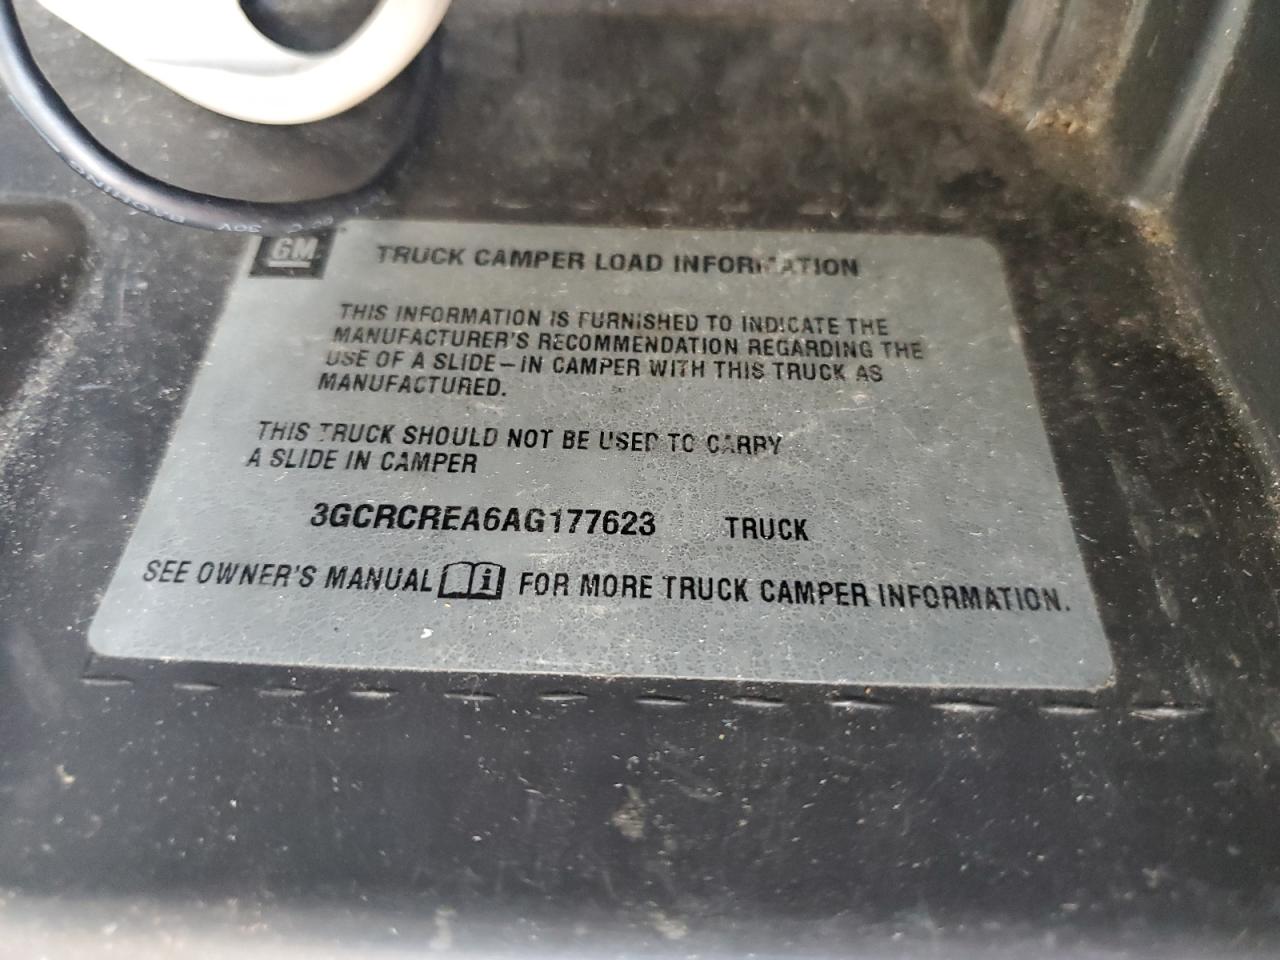 GM
TRUCK CAMPER LOAD INFORMATION
THIS INFORMATION IS FURNISHED TO INDICATE THE
MANUFACTURER'S RECOMMENDATION REGARDING THE
USE OF A SLIDE-IN CAMPER WITH THIS TRUCK AS
MANUFACTURED.
THIS TRUCK SHOULD NOT BE USED TO CARRY
A SLIDE IN CAMPER
3GCRCREA6AG177623 TRUCK
SEE OWNER'S MANUAL FOR MORE TRUCK CAMPER INFORMATION.